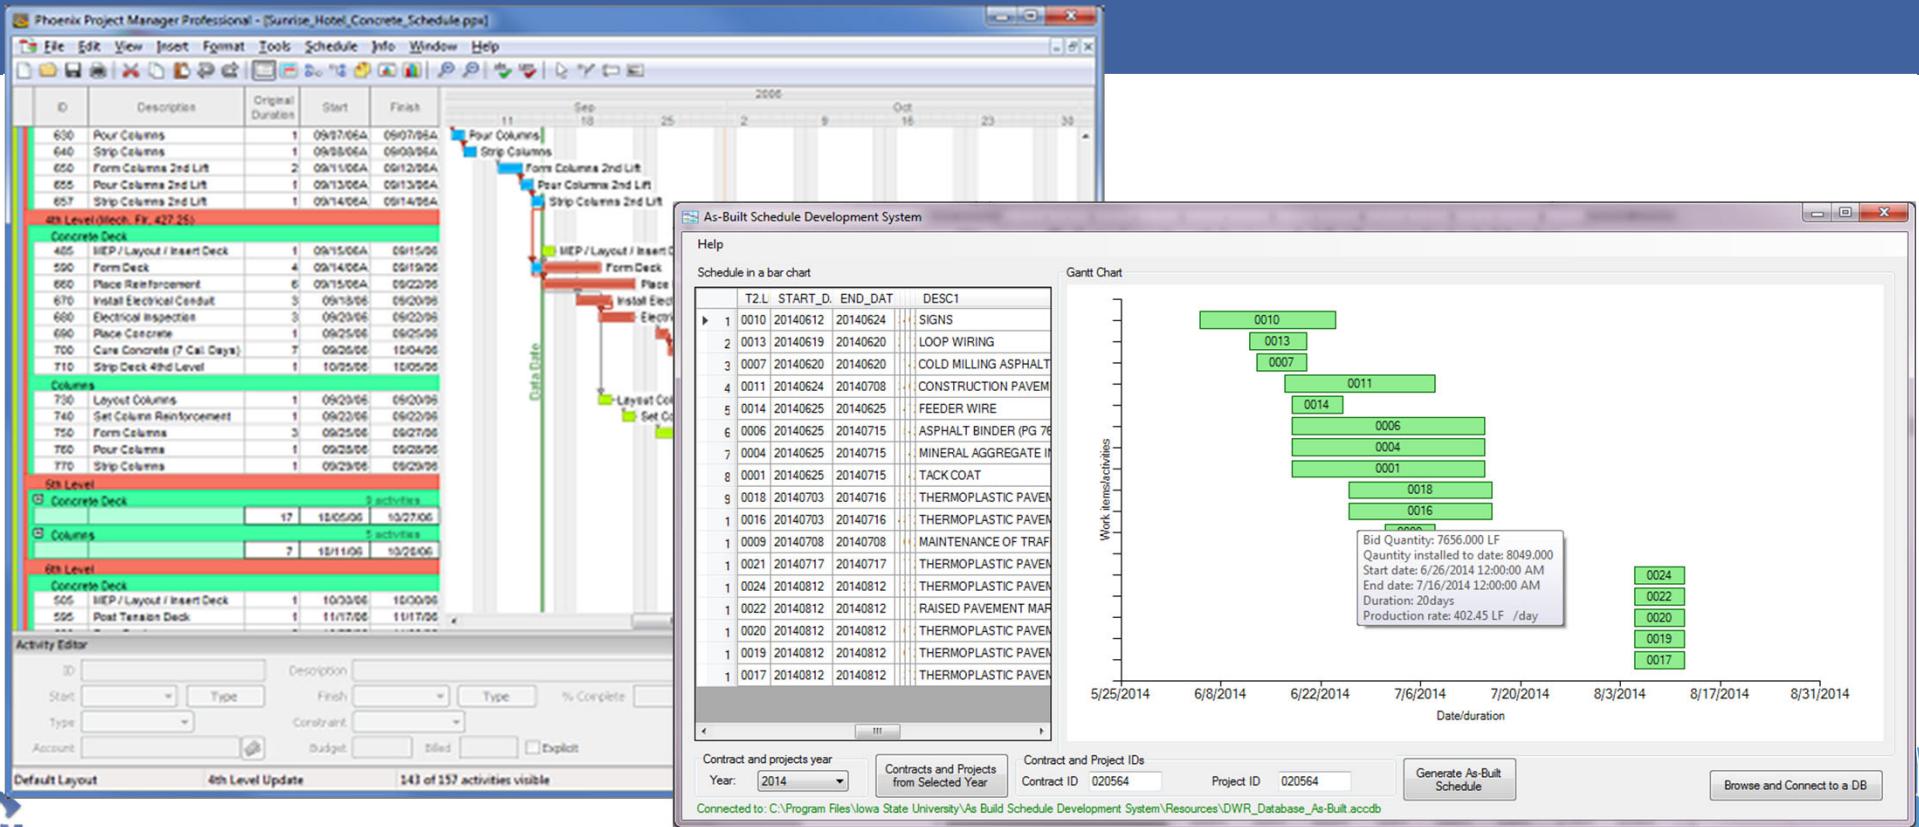 Phoenix Project Manager Professional - [Sunrise_Hotel_Concrete_Schedule.ppx]
File Edit View Insert Format Tools Schedule Info Window Help
ID Description Original Duration Start Finish
2006
Sep Oct
11 18 25 2 9 16 23 30
630 Pour Columns 1 09/07/06A 09/07/06A
640 Strip Columns 1 09/08/06A 09/08/06A
650 Form Columns 2nd Lift 2 09/11/06A 09/12/06A
655 Pour Columns 2nd Lift 1 09/13/06A 09/13/06A
657 Strip Columns 2nd Lift 1 09/14/06A 09/14/06A
4th Level (Mech. Flr, 427.25)
Concrete Deck
485 MEP / Layout / Insert Deck 1 09/15/06A 09/15/06
590 Form Deck 4 09/14/06A 09/19/06
660 Place Reinforcement 6 09/15/06A 09/22/06
670 Install Electrical Conduit 3 09/18/06 09/20/06
680 Electrical Inspection 3 09/20/06 09/22/06
690 Place Concrete 1 09/25/06 09/25/06
700 Cure Concrete (7 Cal. Days) 7 09/26/06 10/04/06
710 Strip Deck 4thd Level 1 10/05/06 10/05/06
Columns
730 Layout Columns 1 09/20/06 09/20/06
740 Set Column Reinforcement 1 09/22/06 09/22/06
750 Form Columns 3 09/25/06 09/27/06
760 Pour Columns 1 09/28/06 09/28/06
770 Strip Columns 1 09/29/06 09/29/06
5th Level
Concrete Deck 9 activities
17 10/05/06 10/27/06
Columns 5 activities
7 10/11/06
6th Level
Concrete Deck
505 MEP / Layout / Insert Deck 1 10/30/06 10/30/06
595 Post Tension Deck 1 11/17/06 11/17/06
Pour Columns
Strip Columns
Form Columns 2nd Lift
Pour Columns 2nd Lift
Strip Columns 2nd Lift
MEP / Layout / Insert
Form Deck
Place
Install Elec
Electri
Layout Col
Set Co
Data Date
Activity Editor
ID Description
Start Type Finish Type % Complete
Type Constraint
Account Budget Billed Explicit
Default Layout 4th Level Update 143 of 157 activities visible
As-Built Schedule Development System
Help
Schedule in a bar chart
T2.L START_D. END_DAT DESC1
1 0010 20140612 20140624 SIGNS
2 0013 20140619 20140620 LOOP WIRING
3 0007 20140620 20140620 COLD MILLING ASPHALT
4 0011 20140624 20140708 CONSTRUCTION PAVEM
5 0014 20140625 20140625 FEEDER WIRE
6 0006 20140625 20140715 ASPHALT BINDER (PG 76
7 0004 20140625 20140715 MINERAL AGGREGATE I
8 0001 20140625 20140715 TACK COAT
9 0018 20140703 20140716 THERMOPLASTIC PAVEM
1 0016 20140703 20140716 THERMOPLASTIC PAVEM
1 0009 20140708 20140708 MAINTENANCE OF TRAF
1 0021 20140717 20140717 THERMOPLASTIC PAVEM
1 0024 20140812 20140812 THERMOPLASTIC PAVEM
1 0022 20140812 20140812 RAISED PAVEMENT MAR
1 0020 20140812 20140812 THERMOPLASTIC PAVEM
1 0019 20140812 20140812 THERMOPLASTIC PAVEM
1 0017 20140812 20140812 THERMOPLASTIC PAVEM
Gantt Chart
Work items/activities
0010
0013
0007
0011
0014
0006
0004
0001
0018
0016
Bid Quantity: 7656.000 LF
Qauntity installed to date: 8049.000
Start date: 6/26/2014 12:00:00 AM
End date: 7/16/2014 12:00:00 AM
Duration: 20days
Production rate: 402.45 LF /day
0024
0022
0020
0019
0017
5/25/2014 6/8/2014 6/22/2014 7/6/2014 7/20/2014 8/3/2014 8/17/2014 8/31/2014
Date/duration
Contract and projects year
Year: 2014
Contracts and Projects
from Selected Year
Contract and Project IDs
Contract ID 020564 Project ID 020564
Generate As-Built
Schedule
Browse and Connect to a DB
Connected to: C:\Program Files\Iowa State University\As Build Schedule Development System\Resources\DWR_Database_As-Built.accdb